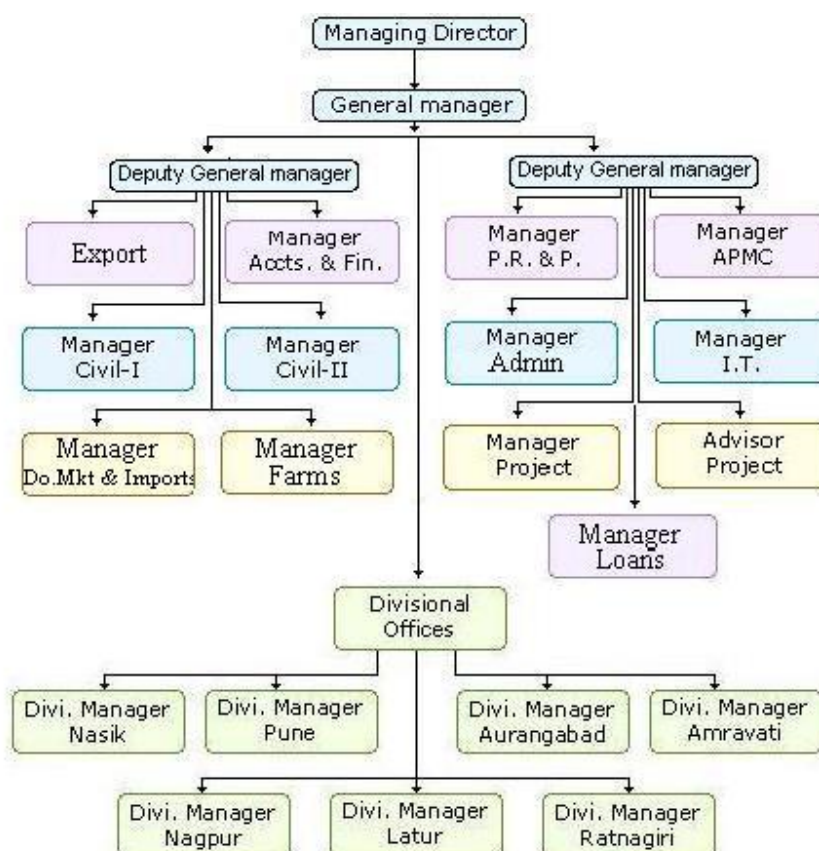 Managing Director
General manager
Deputy General manager
Deputy General manager
Export
Manager
Accts. & Fin.
Manager
P.R. & P.
Manager
APMC
Manager
Civil-I
Manager
Civil-II
Manager
Admin
Manager
I.T.
Manager
Do.Mkt & Imports
Manager
Farms
Manager
Project
Advisor
Project
Manager
Loans
Divisional
Offices
Divi. Manager
Nasik
Divi. Manager
Pune
Divi. Manager
Aurangabad
Divi. Manager
Amravati
Divi. Manager
Nagpur
Divi. Manager
Latur
Divi. Manager
Ratnagiri